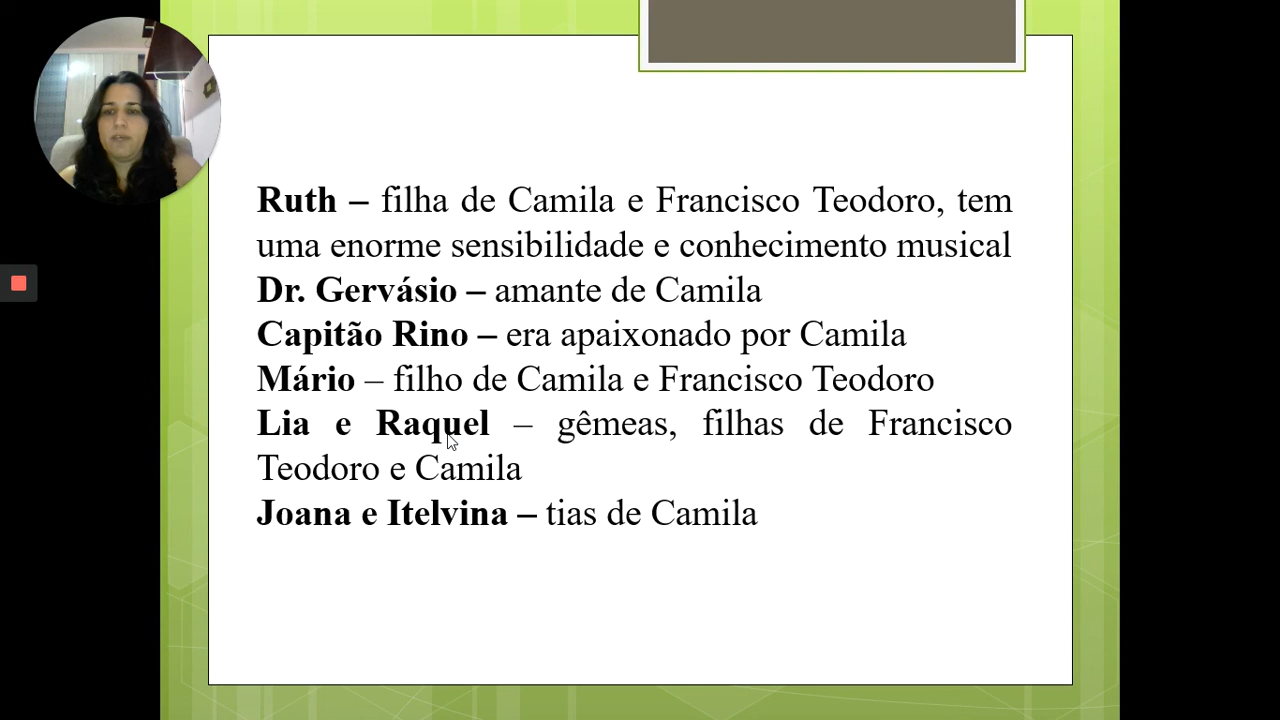 Ruth – filha de Camila e Francisco Teodoro, tem
uma enorme sensibilidade e conhecimento musical
Dr. Gervásio – amante de Camila
Capitão Rino – era apaixonado por Camila
Mário – filho de Camila e Francisco Teodoro
Lia e Raquel – gêmeas, filhas de Francisco
Teodoro e Camila
Joana e Itelvina – tias de Camila